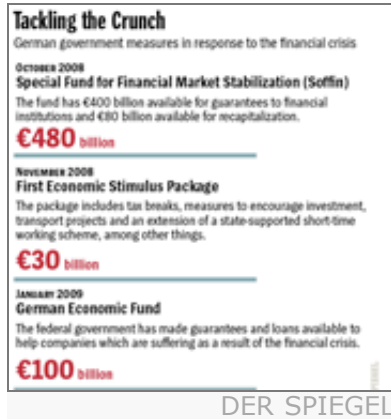 Tackling the Crunch
German government measures in response to the financial crisis
OCTOBER 2008
Special Fund for Financial Market Stabilization (Soffin)
The fund has €400 billion available for guarantees to financial
institutions and €80 billion available for recapitalization.
€480 billion
NOVEMBER 2008
First Economic Stimulus Package
The package includes tax breaks, measures to encourage investment,
transport projects and an extension of a state-supported short-time
working scheme, among other things.
€30 billion
JANUARY 2009
German Economic Fund
The federal government has made guarantees and loans available to
help companies which are suffering as a result of the financial crisis.
€100 billion
DER SPIEGEL